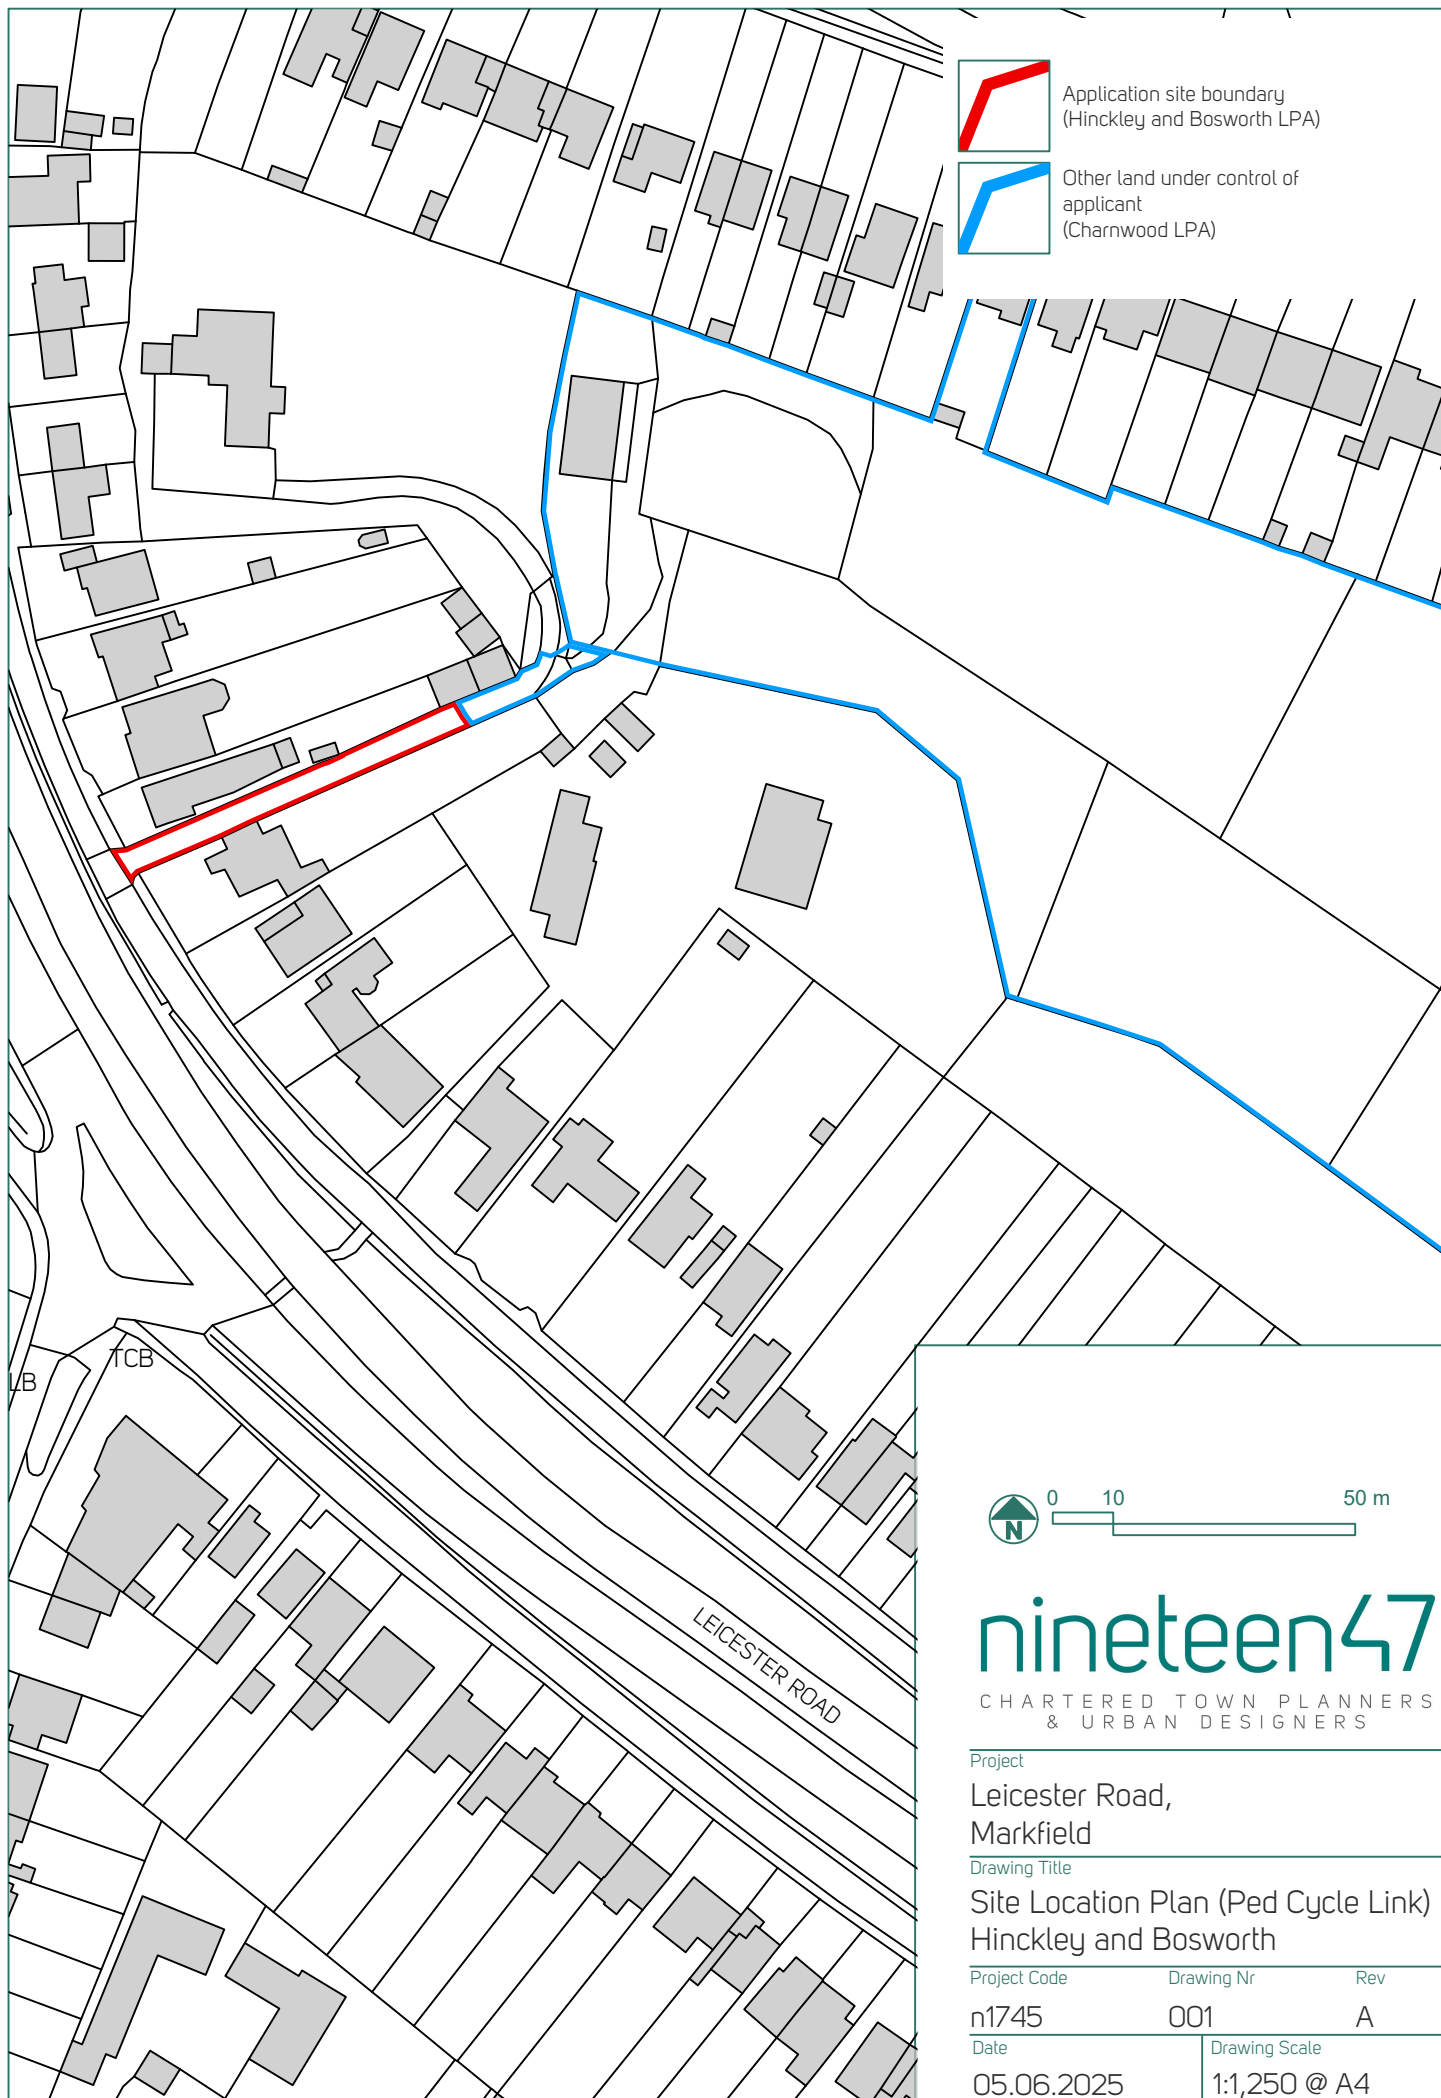 Application site boundary
(Hinckley and Bosworth LPA)
Other land under control of
applicant
(Charnwood LPA)
TCB
LB
LEICESTER ROAD
N
0 10 50 m
nineteen47
CHARTERED TOWN PLANNERS
& URBAN DESIGNERS
Project
Leicester Road,
Markfield
Drawing Title
Site Location Plan (Ped Cycle Link)
Hinckley and Bosworth
Project Code Drawing Nr Rev
n1745 001 A
Date Drawing Scale
05.06.2025 1:1,250 @ A4